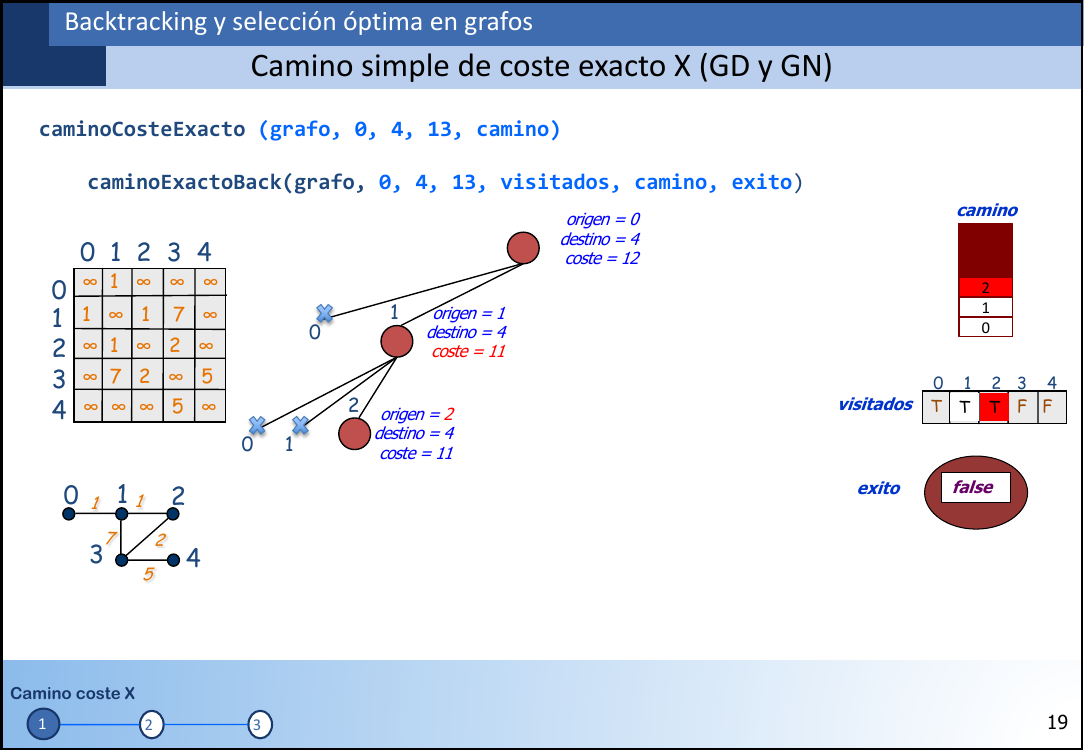 Backtracking y selección óptima en grafos
Camino simple de coste exacto X (GD y GN)
caminoCosteExacto (grafo, 0, 4, 13, camino)
caminoExactoBack(grafo, 0, 4, 13, visitados, camino, exito)
0 1 2 3 4
0 ∞ 1 ∞ ∞ ∞
1 1 ∞ 1 7 ∞
2 ∞ 1 ∞ 2 ∞
3 ∞ 7 2 ∞ 5
4 ∞ ∞ ∞ 5 ∞
origen = 0
destino = 4
coste = 12
0
1
origen = 1
destino = 4
coste = 11
0
1
2
origen = 2
destino = 4
coste = 11
camino
2
1
0
0 1 2 3 4
visitados T T T F F
exito false
0 1 1 1 2
7 2
3 4
5
Camino coste X
1 2 3
19